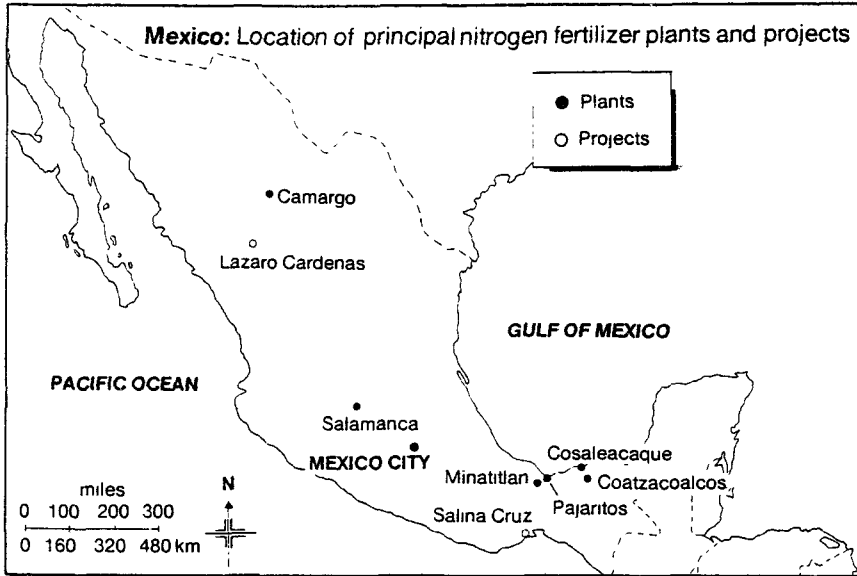 Mexico: Location of principal nitrogen fertilizer plants and projects
Plants
Projects
Camargo
Lazaro Cardenas
GULF OF MEXICO
PACIFIC OCEAN
Salamanca
MEXICO CITY
Cosaleacaque
Minatitlan
Coatzacoalcos
Pajaritos
Salina Cruz
miles
0 100 200 300
0 160 320 480 km
N